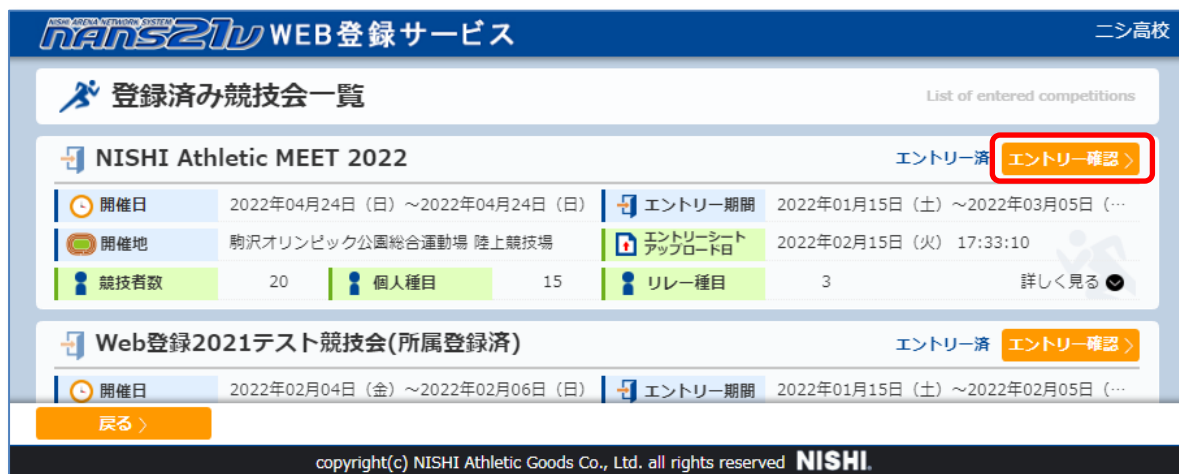 NISHI ARENA NETWORK SYSTEM
nANS21V WEB登録サービス
ニシ高校
登録済み競技会一覧
List of entered competitions
NISHI Athletic MEET 2022
エントリー済 エントリー確認 〉
開催日 2022年04月24日（日）～2022年04月24日（日） エントリー期間 2022年01月15日（土）～2022年03月05日（…
開催地 駒沢オリンピック公園総合運動場 陸上競技場 エントリーシート
アップロード日 2022年02月15日（火） 17:33:10
競技者数 20 個人種目 15 リレー種目 3 詳しく見る
Web登録2021テスト競技会(所属登録済)
エントリー済 エントリー確認 〉
開催日 2022年02月04日（金）～2022年02月06日（日） エントリー期間 2022年01月15日（土）～2022年02月05日（…
戻る 〉
copyright(c) NISHI Athletic Goods Co., Ltd. all rights reserved NISHI.